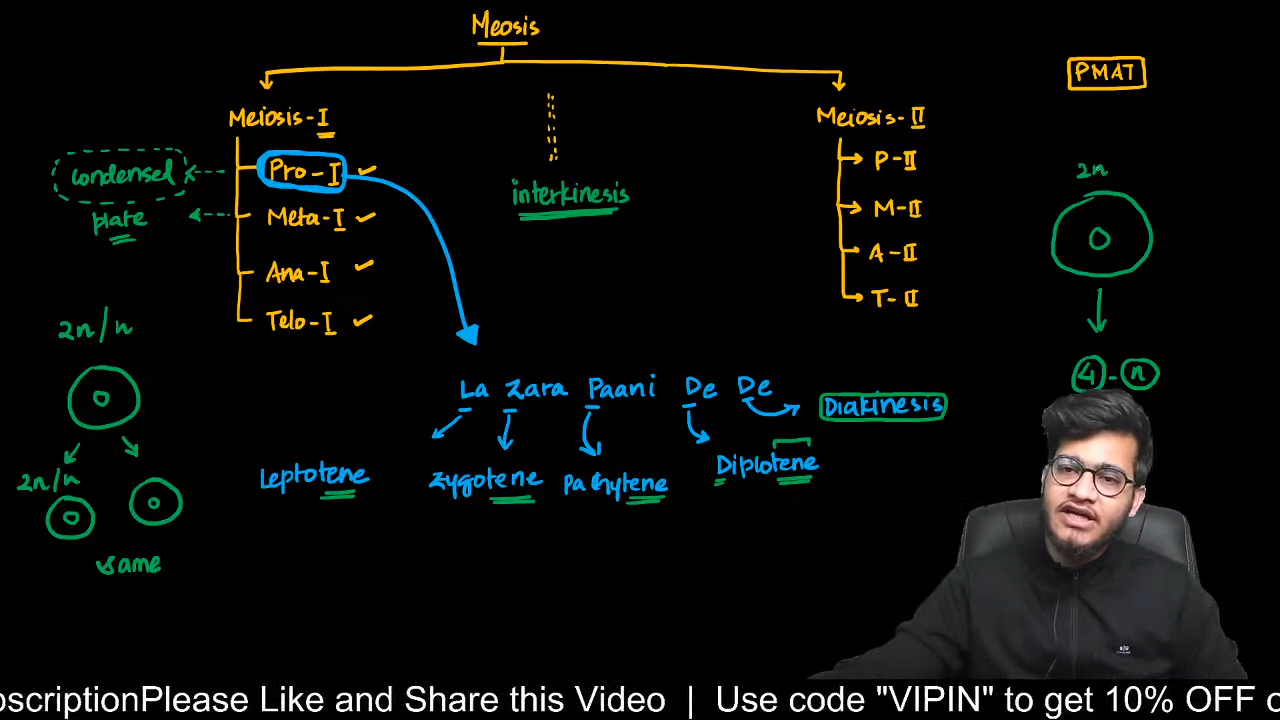 Meosis
PMAT
Meiosis-I
Meiosis-II
condensed
Pro-I
P-II
interkinesis
2n
plate
Meta-I
M-II
Ana-I
A-II
Telo-I
T-II
2n/n
La Zara Paani De De
4 - n
Diakinesis
Leptotene
Zygotene
Pachytene
Diplotene
2n/n
same
oscriptionPlease Like and Share this Video | Use code "VIPIN" to get 10% OFF o